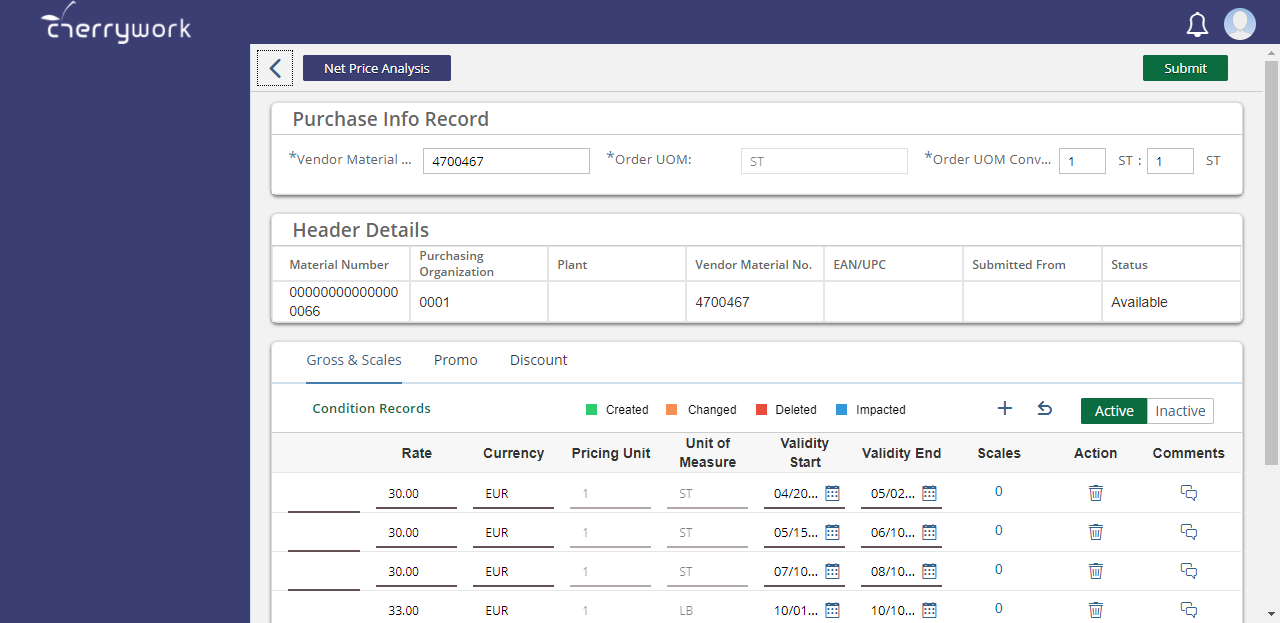 cherrywork
Net Price Analysis
Submit
Purchase Info Record
*Vendor Material ... 4700467 *Order UOM: ST *Order UOM Conv... 1 ST : 1 ST
Header Details
Material Number Purchasing Organization Plant Vendor Material No. EAN/UPC Submitted From Status
00000000000000
0066 0001 4700467 Available
Gross & Scales Promo Discount
Condition Records Created Changed Deleted Impacted Active Inactive
Rate Currency Pricing Unit Unit of Measure Validity Start Validity End Scales Action Comments
30.00 EUR 1 ST 04/20... 05/02... 0
30.00 EUR 1 ST 05/15... 06/10... 0
30.00 EUR 1 ST 07/10... 08/10... 0
33.00 EUR 1 LB 10/01... 10/10... 0